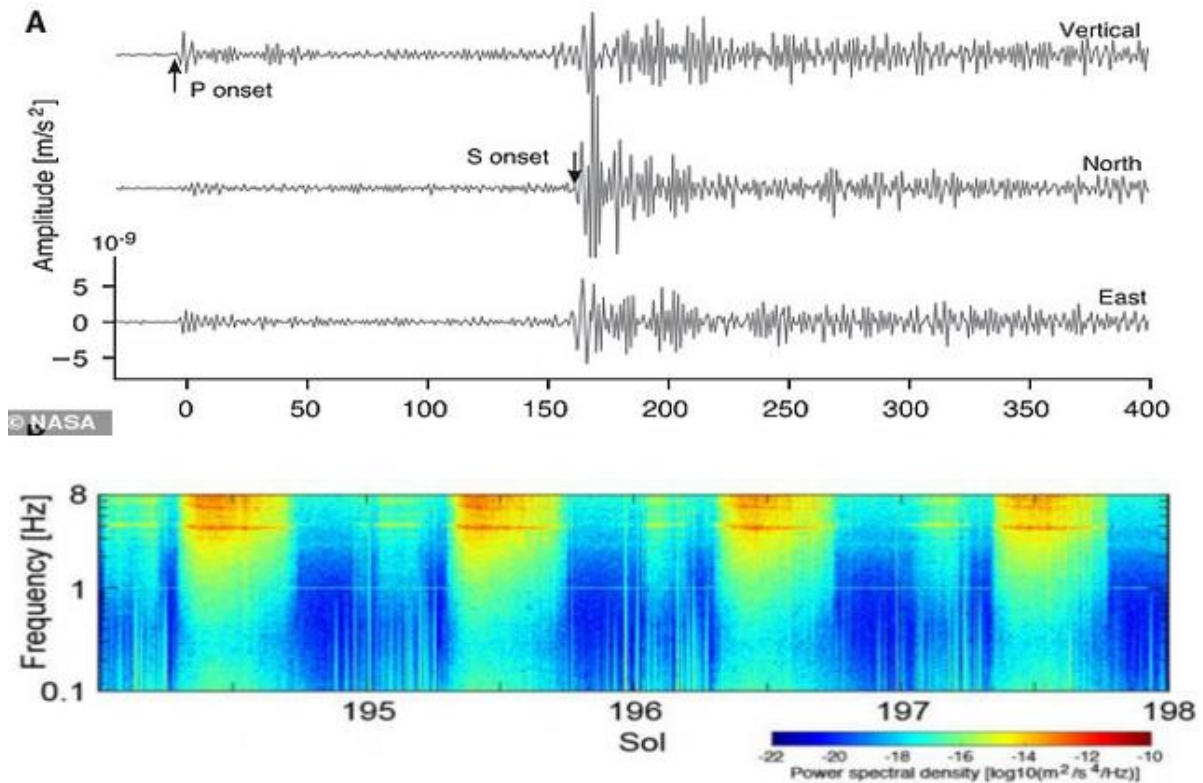 A
Vertical
P onset
S onset
North
Amplitude [m/s²]
10⁻⁹
5
0
−5
East
0 50 100 150 200 250 300 350 400
© NASA
Frequency [Hz]
8
1
0.1
195 196 197 198
Sol
-22 -20 -18 -16 -14 -12 -10
Power spectral density [log10(m²/s⁴/Hz)]